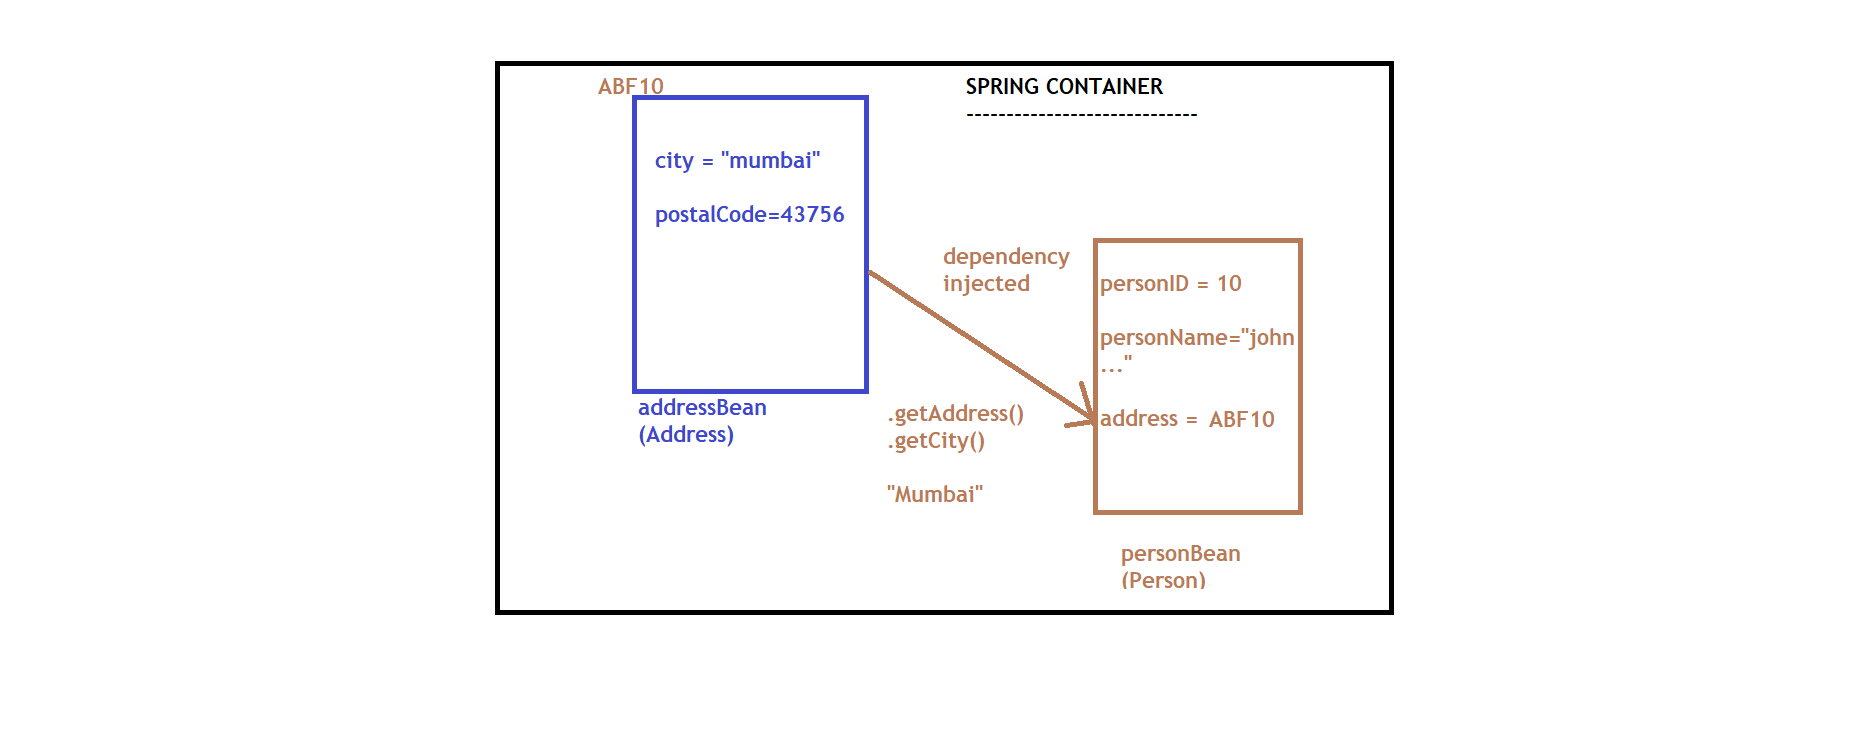 ABF10
SPRING CONTAINER
-----------------------------
city = "mumbai"
postalCode=43756
addressBean
(Address)
dependency
injected
.getAddress()
.getCity()
"Mumbai"
personID = 10
personName="john
..."
address = ABF10
personBean
(Person)